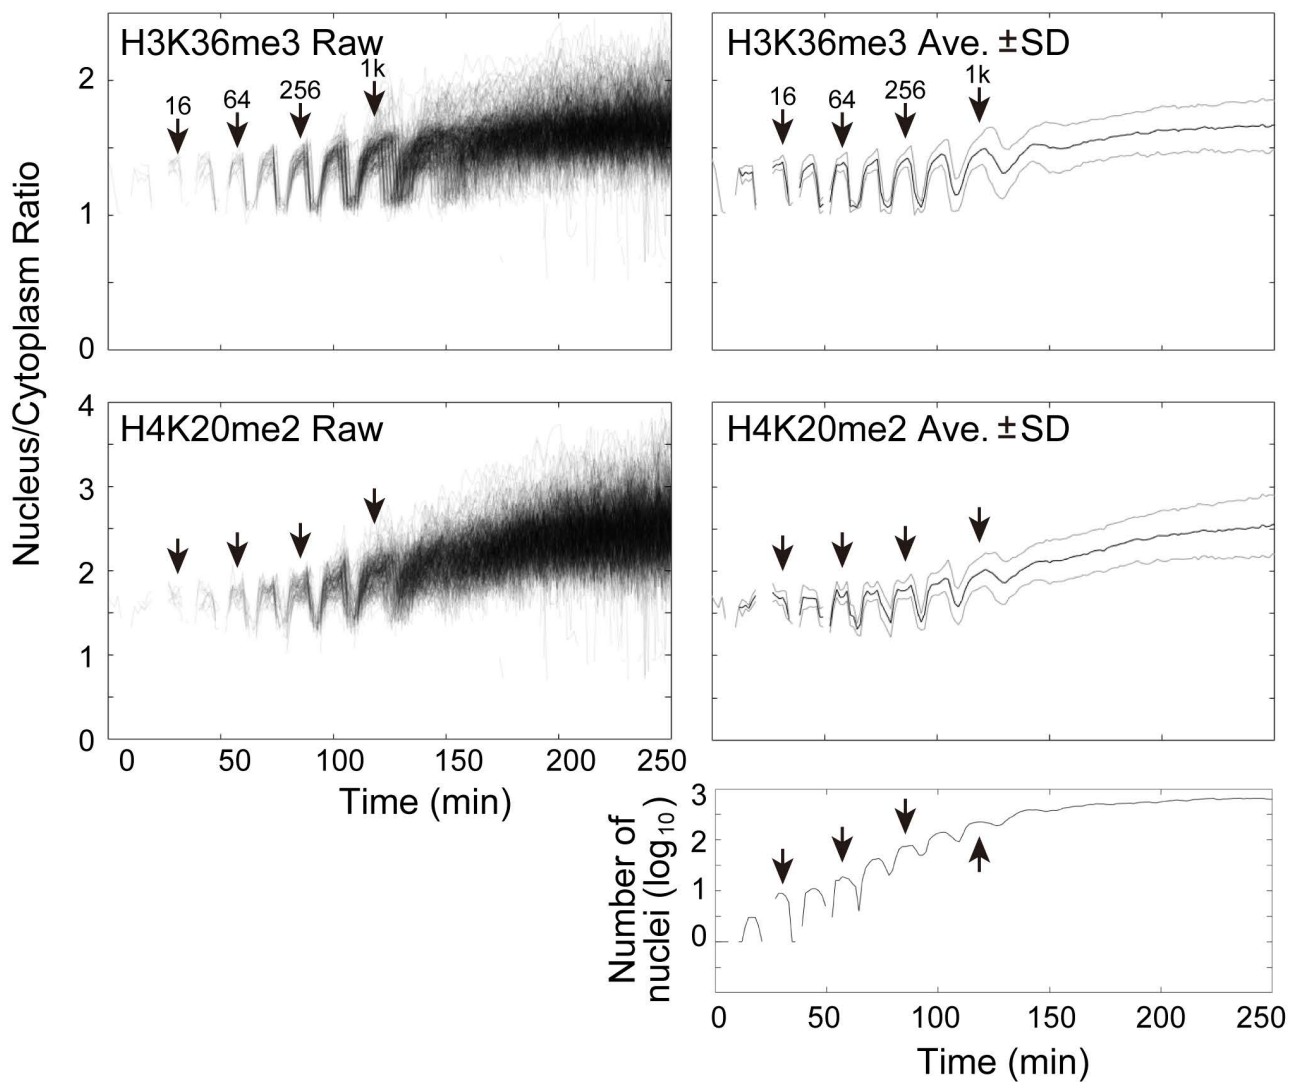 H3K36me3 Raw
16
64
256
1k
2
1
0
H3K36me3 Ave. ±SD
16
64
256
1k
Nucleus/Cytoplasm Ratio
H4K20me2 Raw
4
3
2
1
0
0 50 100 150 200 250
Time (min)
H4K20me2 Ave. ±SD
Number of
nuclei (log₁₀)
3
2
1
0
0 50 100 150 200 250
Time (min)